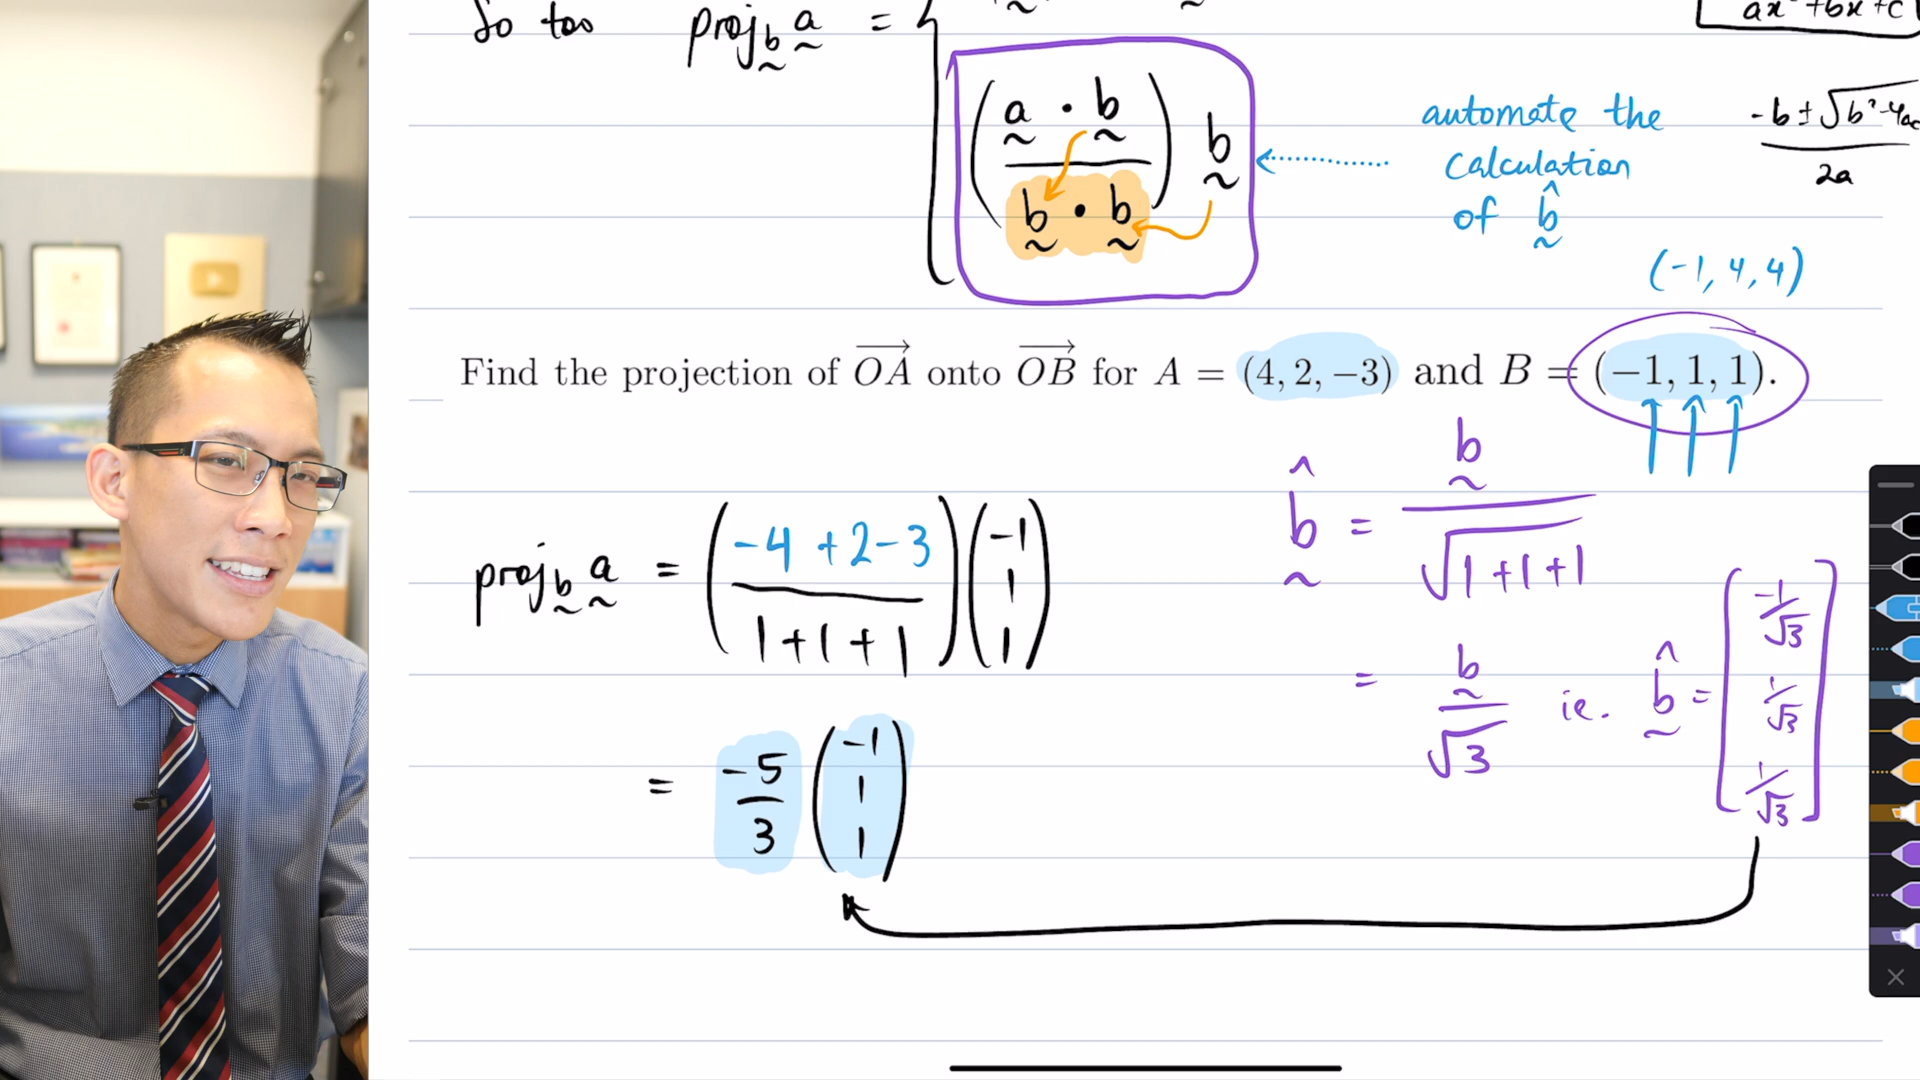 So too proj_b a =
ax² + bx + c
(a · b / b · b) b
automate the
calculation
of b̂
-b ± √b² - 4ac
2a
(-1, 4, 4)
Find the projection of OA onto OB for A = (4, 2, −3) and B = (−1, 1, 1).
b̂ = b / √1+1+1
proj_b a = (-4 + 2 - 3 / 1 + 1 + 1) (-1 1 1)
= b / √3 ie. b̂ = [-1/√3 1/√3 1/√3]
= -5/3 (-1 1 1)